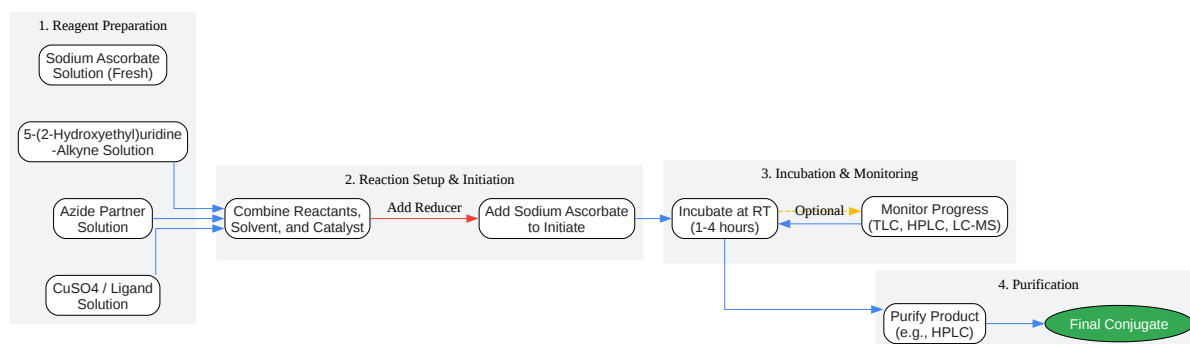 1. Reagent Preparation
Sodium Ascorbate
Solution (Fresh)
5-(2-Hydroxyethyl)uridine
-Alkyne Solution
Azide Partner
Solution
CuSO4 / Ligand
Solution
2. Reaction Setup & Initiation
Combine Reactants,
Solvent, and Catalyst
Add Reducer
Add Sodium Ascorbate
to Initiate
3. Incubation & Monitoring
Incubate at RT
(1-4 hours)
Optional
Monitor Progress
(TLC, HPLC, LC-MS)
4. Purification
Purify Product
(e.g., HPLC)
Final Conjugate